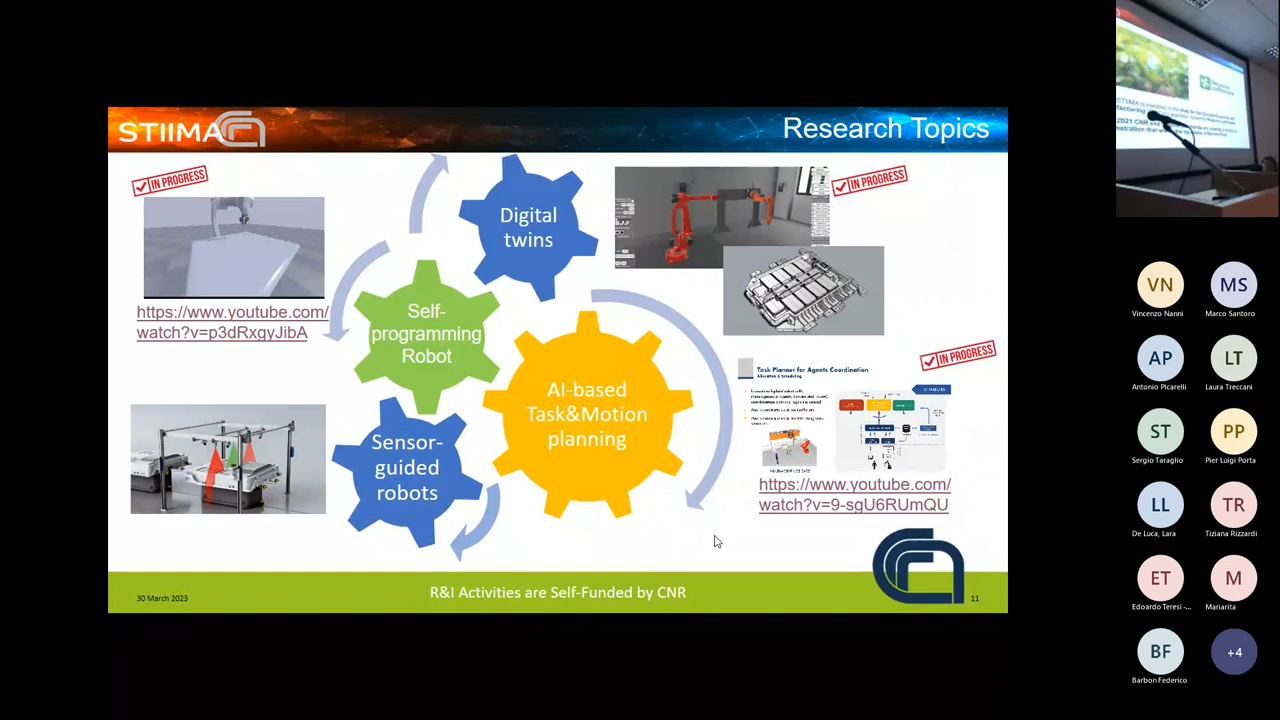 STIIMA
Research Topics
IN PROGRESS
Digital
twins
IN PROGRESS
Self-
programming
Robot
https://www.youtube.com/
watch?v=p3dRxgyJibA
IN PROGRESS
Task Planner for Agents Coordination
Allocation & Scheduling
AI-based
Task&Motion
planning
Sensor-
guided
robots
https://www.youtube.com/
watch?v=9-sgU6RUmQU
R&I Activities are Self-Funded by CNR
30 March 2023
11
VN
Vincenzo Nanni
MS
Marco Santoro
AP
Antonio Picarelli
LT
Laura Treccani
ST
Sergio Taraglio
PP
Pier Luigi Porta
LL
De Luca, Lara
TR
Tiziana Rizzardi
ET
Edoardo Teresi -...
M
Mariarita
BF
Barbon Federico
+4